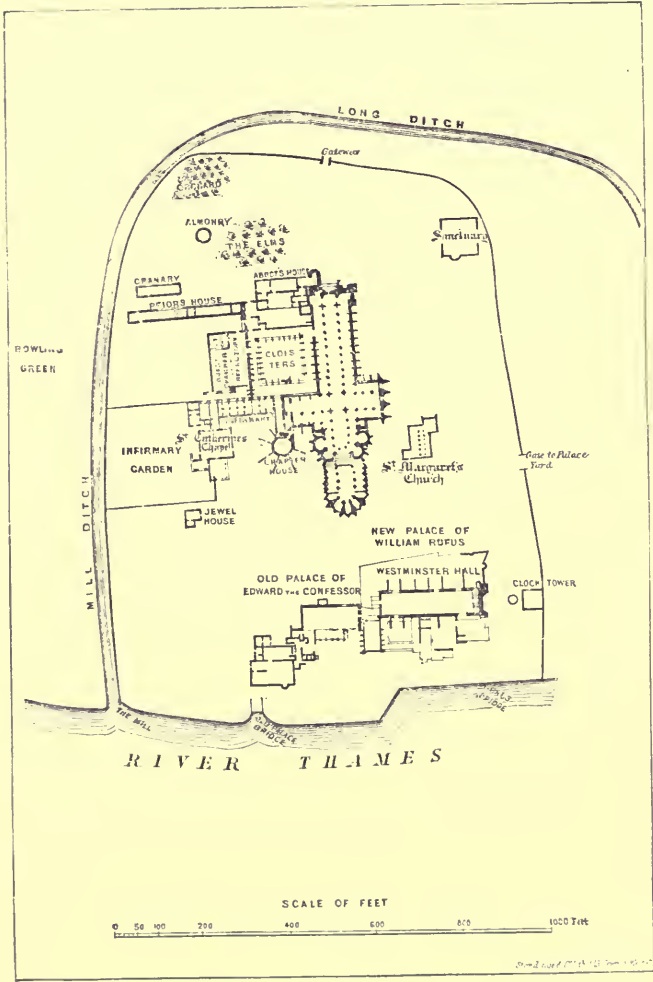 LONG DITCH
Gateway
ORCHARD
ALMONRY
THE ELMS
Sanctuary
GRANARY
ABBOTS HOUSE
PRIORS HOUSE
BOWLING
GREEN
CLOIS
TERS
REFECTORY
INFIRMARY
St Catherines
Chapel
INFIRMARY
GARDEN
CHAPTER
HOUSE
St Margaret's
Church
Gate to Palace
Yard
JEWEL
HOUSE
MILL DITCH
NEW PALACE OF
WILLIAM RUFUS
WESTMINSTER HALL
OLD PALACE OF
EDWARD THE CONFESSOR
CLOCK TOWER
THE MILL
OLD PALACE
BRIDGE
BRIDGE
RIVER THAMES
SCALE OF FEET
0 50 100 200 400 600 800 1000 Feet